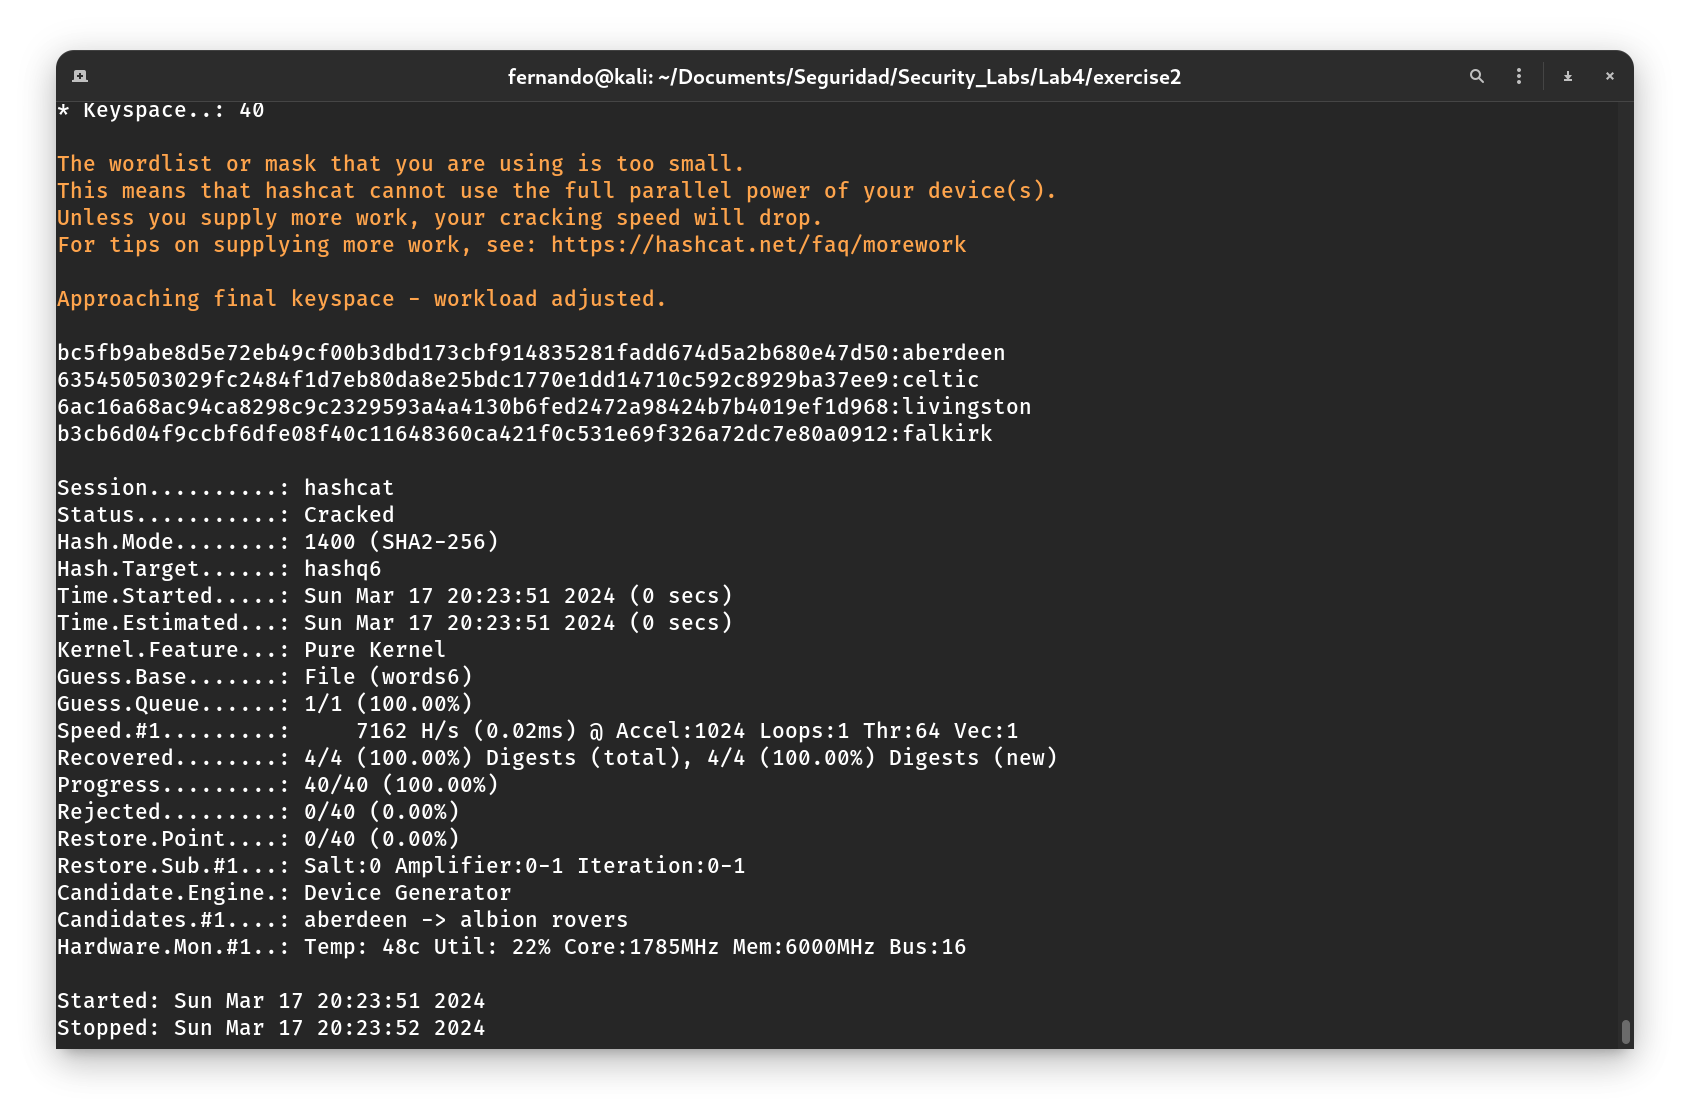 fernando@kali: ~/Documents/Seguridad/Security_Labs/Lab4/exercise2
* Keyspace..: 40
The wordlist or mask that you are using is too small.
This means that hashcat cannot use the full parallel power of your device(s).
Unless you supply more work, your cracking speed will drop.
For tips on supplying more work, see: https://hashcat.net/faq/morework
Approaching final keyspace - workload adjusted.
bc5fb9abe8d5e72eb49cf00b3dbd173cbf914835281fadd674d5a2b680e47d50:aberdeen
635450503029fc2484f1d7eb80da8e25bdc1770e1dd14710c592c8929ba37ee9:celtic
6ac16a68ac94ca8298c9c2329593a4a4130b6fed2472a98424b7b4019ef1d968:livingston
b3cb6d04f9ccbf6dfe08f40c11648360ca421f0c531e69f326a72dc7e80a0912:falkirk
Session..........: hashcat
Status...........: Cracked
Hash.Mode........: 1400 (SHA2-256)
Hash.Target......: hashq6
Time.Started.....: Sun Mar 17 20:23:51 2024 (0 secs)
Time.Estimated...: Sun Mar 17 20:23:51 2024 (0 secs)
Kernel.Feature...: Pure Kernel
Guess.Base.......: File (words6)
Guess.Queue......: 1/1 (100.00%)
Speed.#1.........:     7162 H/s (0.02ms) @ Accel:1024 Loops:1 Thr:64 Vec:1
Recovered........: 4/4 (100.00%) Digests (total), 4/4 (100.00%) Digests (new)
Progress.........: 40/40 (100.00%)
Rejected.........: 0/40 (0.00%)
Restore.Point....: 0/40 (0.00%)
Restore.Sub.#1...: Salt:0 Amplifier:0-1 Iteration:0-1
Candidate.Engine.: Device Generator
Candidates.#1....: aberdeen -> albion rovers
Hardware.Mon.#1..: Temp: 48c Util: 22% Core:1785MHz Mem:6000MHz Bus:16
Started: Sun Mar 17 20:23:51 2024
Stopped: Sun Mar 17 20:23:52 2024